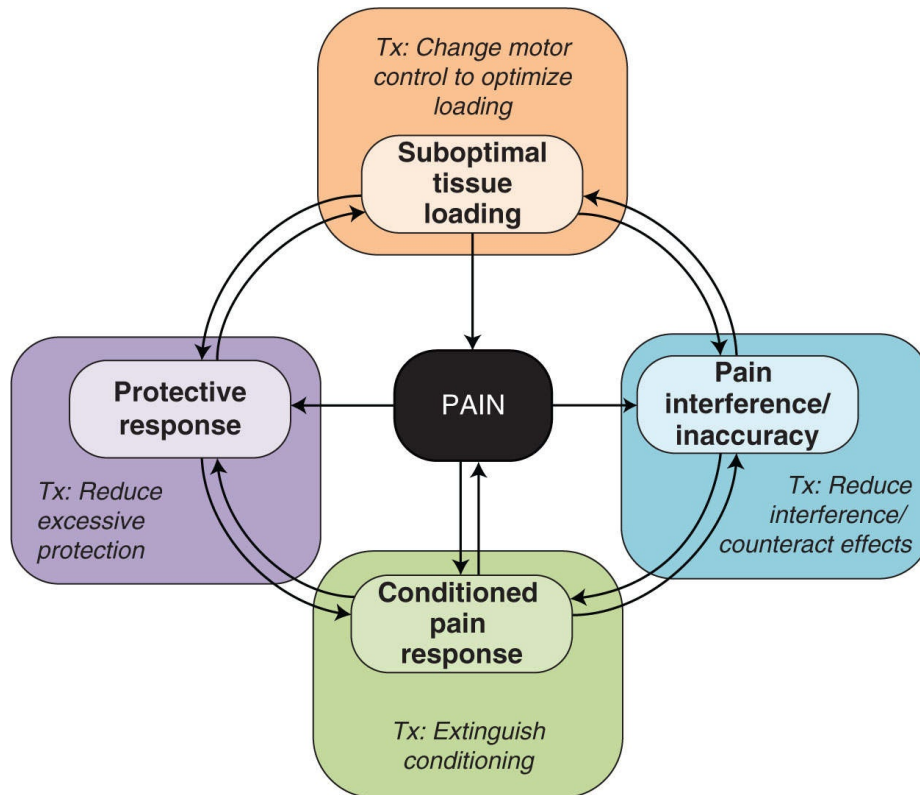 Tx: Change motor
control to optimize
loading
Suboptimal
tissue
loading
Protective
response
PAIN
Pain
interference/
inaccuracy
Tx: Reduce
excessive
protection
Tx: Reduce
interference/
counteract effects
Conditioned
pain
response
Tx: Extinguish
conditioning